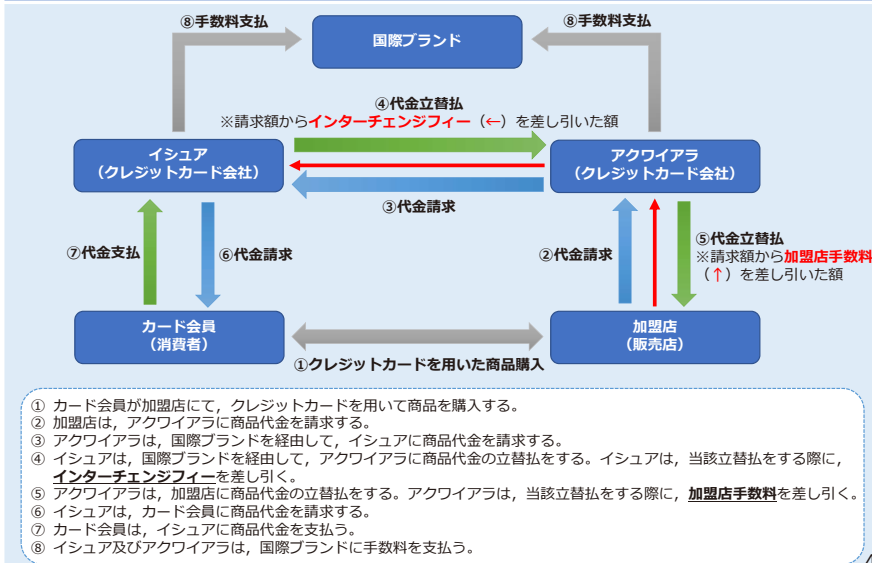 ⑧手数料支払
国際ブランド
⑧手数料支払
④代金立替払
※請求額からインターチェンジフィー（←）を差し引いた額
イシュア
（クレジットカード会社）
アクワイアラ
（クレジットカード会社）
③代金請求
⑦代金支払
⑥代金請求
②代金請求
⑤代金立替払
※請求額から加盟店手数料
（↑）を差し引いた額
カード会員
（消費者）
加盟店
（販売店）
①クレジットカードを用いた商品購入
① カード会員が加盟店にて，クレジットカードを用いて商品を購入する。
② 加盟店は，アクワイアラに商品代金を請求する。
③ アクワイアラは，国際ブランドを経由して，イシュアに商品代金を請求する。
④ イシュアは，国際ブランドを経由して，アクワイアラに商品代金の立替払をする。イシュアは，当該立替払をする際に，
インターチェンジフィーを差し引く。
⑤ アクワイアラは，加盟店に商品代金の立替払をする。アクワイアラは，当該立替払をする際に，加盟店手数料を差し引く。
⑥ イシュアは，カード会員に商品代金を請求する。
⑦ カード会員は，イシュアに商品代金を支払う。
⑧ イシュア及びアクワイアラは，国際ブランドに手数料を支払う。